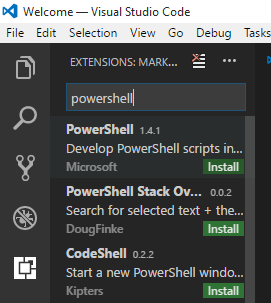 Welcome — Visual Studio Code
File Edit Selection View Go Debug
EXTENSIONS: MARK...
powershell
PowerShell 1.4.1
Develop PowerShell scripts in...
Microsoft Install
PowerShell Stack Ov... 0.0.2
Search for selected text + the...
DougFinke Install
CodeShell 0.2.2
Start a new PowerShell windo...
Kipters Install